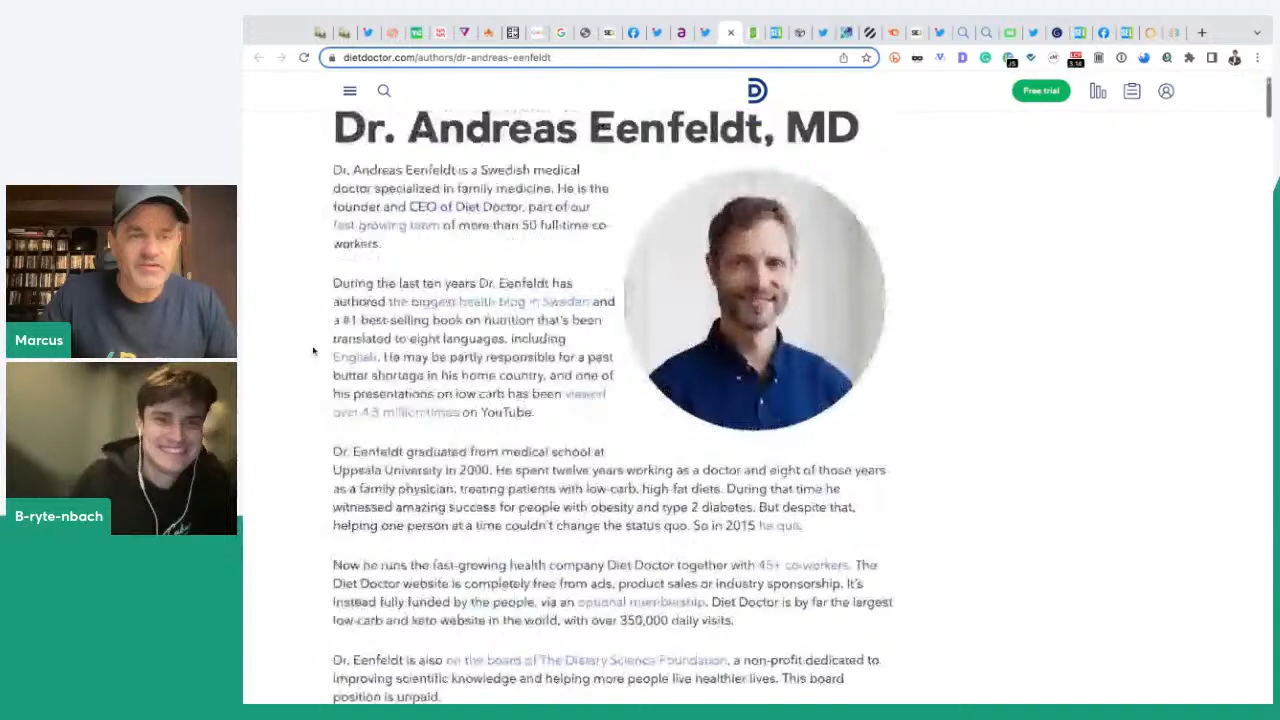 dietdoctor.com/authors/dr-andreas-eenfeldt
Free trial
Dr. Andreas Eenfeldt, MD
Dr. Andreas Eenfeldt is a Swedish medical
doctor specialized in family medicine. He is the
founder and CEO of Diet Doctor, part of our
fast-growing team of more than 50 full-time co-
workers.
During the last ten years Dr. Eenfeldt has
authored the biggest health blog in Sweden and
a #1 best-selling book on nutrition that's been
translated to eight languages, including
English. He may be partly responsible for a past
butter shortage in his home country, and one of
his presentations on low carb has been viewed
over 4.3 million times on YouTube.
Dr. Eenfeldt graduated from medical school at
Uppsala University in 2000. He spent twelve years working as a doctor and eight of those years
as a family physician, treating patients with low-carb, high-fat diets. During that time he
witnessed amazing success for people with obesity and type 2 diabetes. But despite that,
helping one person at a time couldn't change the status quo. So in 2015 he quit.
Now he runs the fast-growing health company Diet Doctor together with 45+ co-workers. The
Diet Doctor website is completely free from ads, product sales or industry sponsorship. It's
instead fully funded by the people, via an optional membership. Diet Doctor is by far the largest
low-carb and keto website in the world, with over 350,000 daily visits.
Dr. Eenfeldt is also on the board of The Dietary Science Foundation, a non-profit dedicated to
improving scientific knowledge and helping more people live healthier lives. This board
position is unpaid.
Marcus
B-ryte-nbach